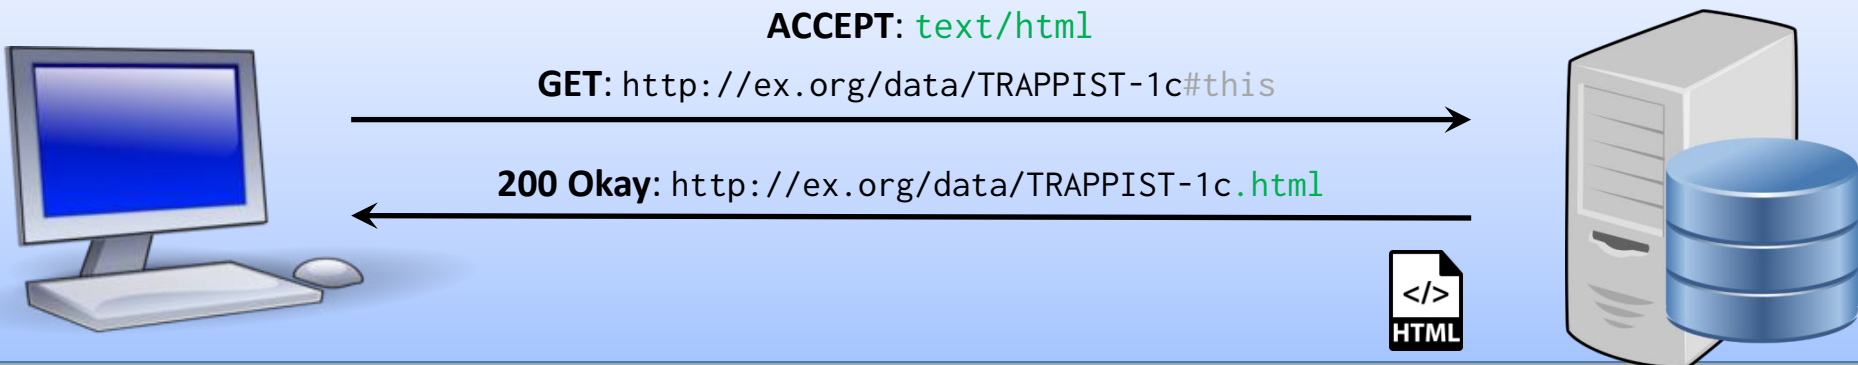 ACCEPT: text/html
GET: http://ex.org/data/TRAPPIST-1c#this
200 Okay: http://ex.org/data/TRAPPIST-1c.html
</>
HTML